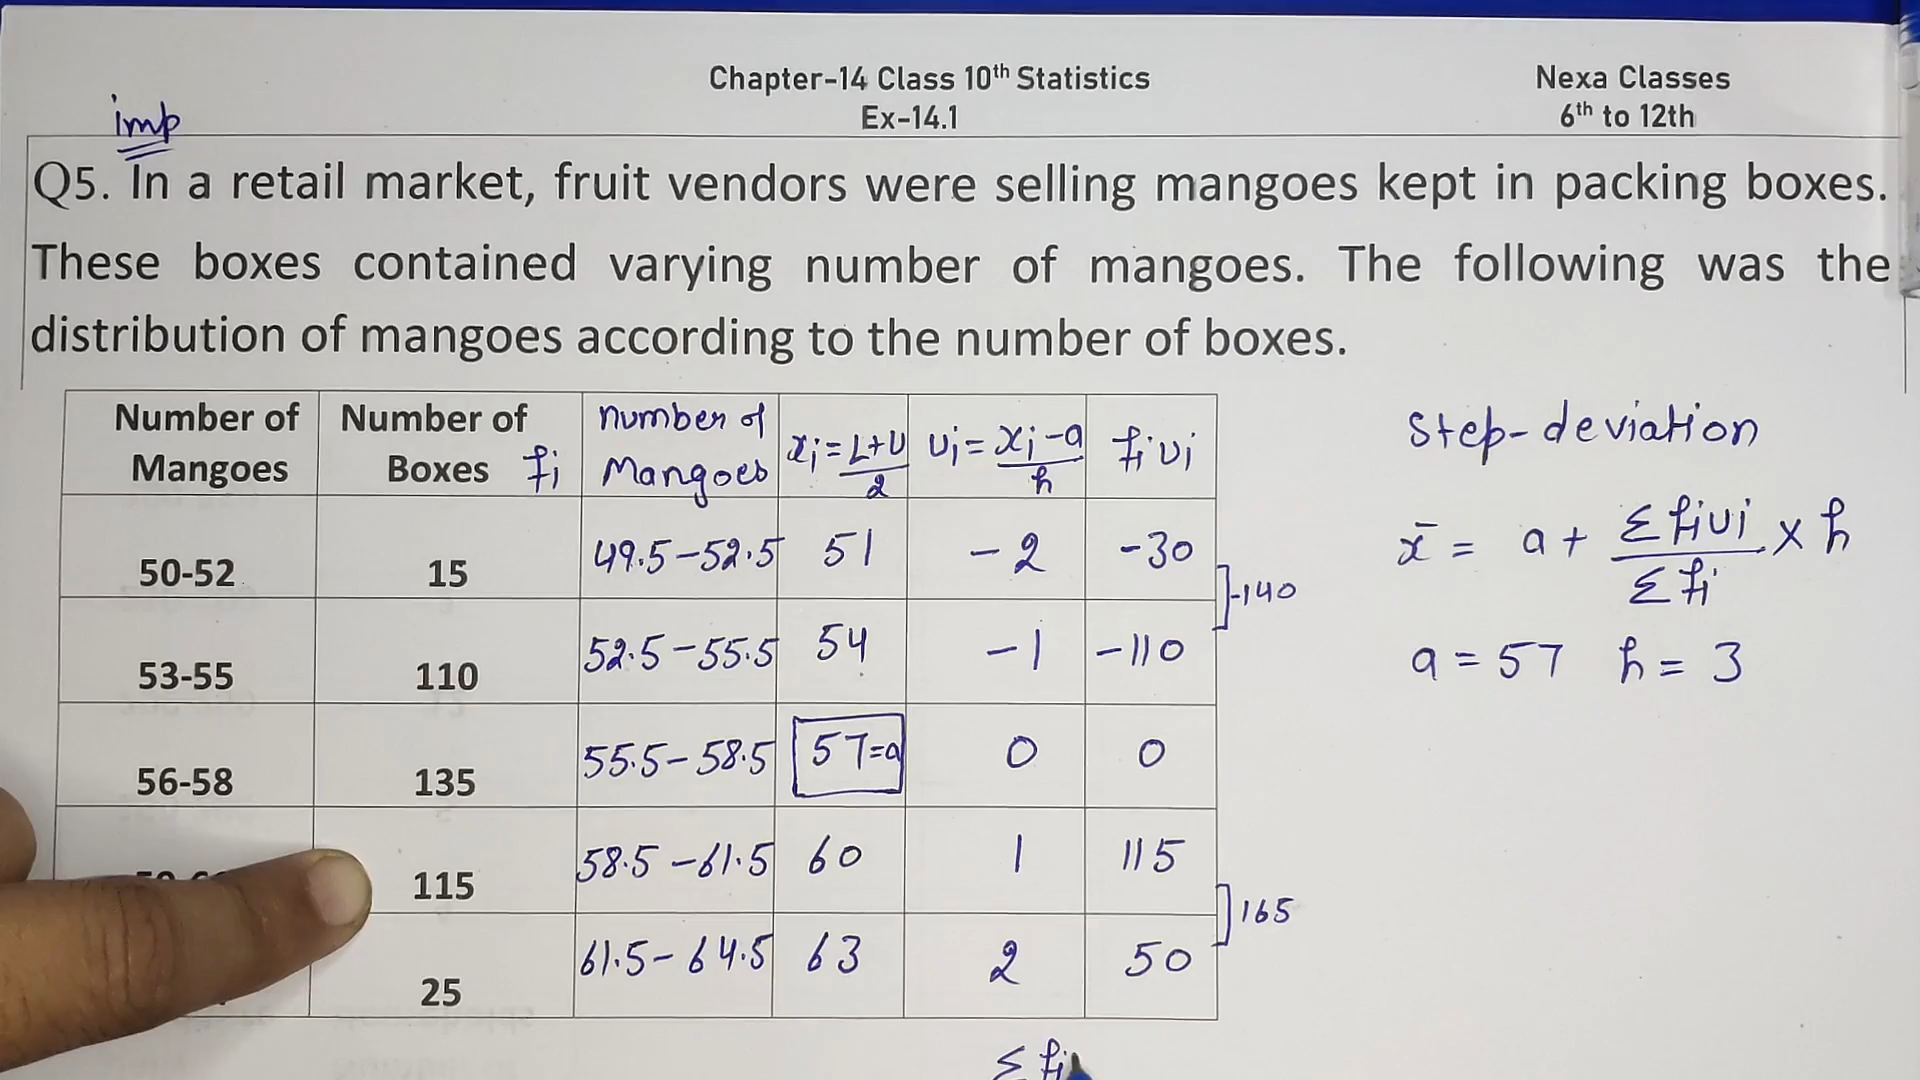 Chapter-14 Class 10th Statistics
Ex-14.1
Nexa Classes
6th to 12th
imp
Q5. In a retail market, fruit vendors were selling mangoes kept in packing boxes.
These boxes contained varying number of mangoes. The following was the
distribution of mangoes according to the number of boxes.
Number of Mangoes | Number of Boxes fi | Number of Mangoes | xi = L+U/2 | ui = xi-a/h | fiui
50-52 | 15 | 49.5-52.5 | 51 | -2 | -30
53-55 | 110 | 52.5-55.5 | 54 | -1 | -110
] -140
56-58 | 135 | 55.5-58.5 | 57=a | 0 | 0
115 | 58.5-61.5 | 60 | 1 | 115
25 | 61.5-64.5 | 63 | 2 | 50
] 165
Σ fi
Step-deviation
x̄ = a + Σfiui/Σfi × h
a = 57 h = 3